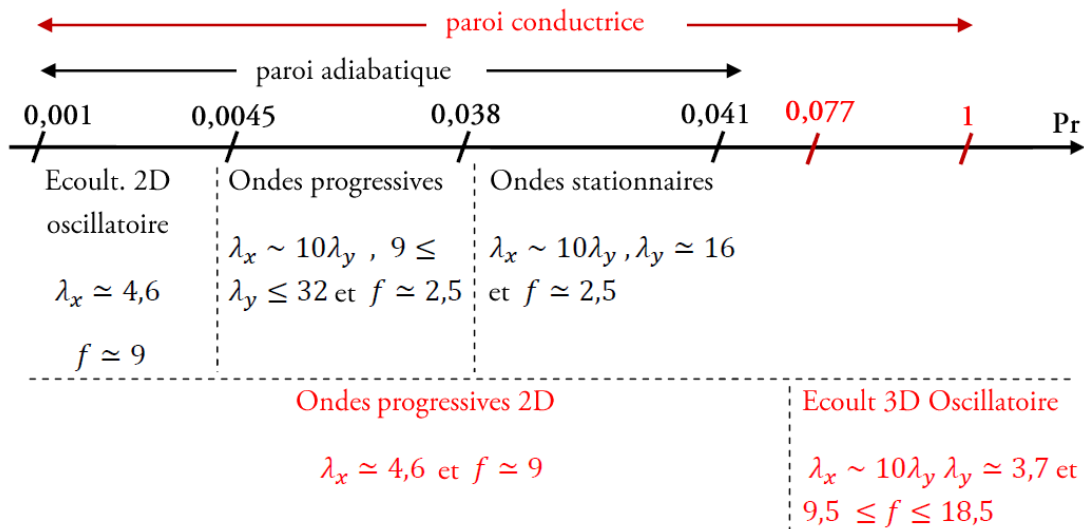 paroi conductrice
paroi adiabatique
0,001 0,0045 0,038 0,041 0,077 1 Pr
Ecoult. 2D
oscillatoire
λx ≃ 4,6
f ≃ 9
Ondes progressives
λx ~ 10λy , 9 ≤
λy ≤ 32 et f ≃ 2,5
Ondes stationnaires
λx ~ 10λy , λy ≃ 16
et f ≃ 2,5
Ondes progressives 2D
λx ≃ 4,6 et f ≃ 9
Ecoult 3D Oscillatoire
λx ~ 10λy λy ≃ 3,7 et
9,5 ≤ f ≤ 18,5